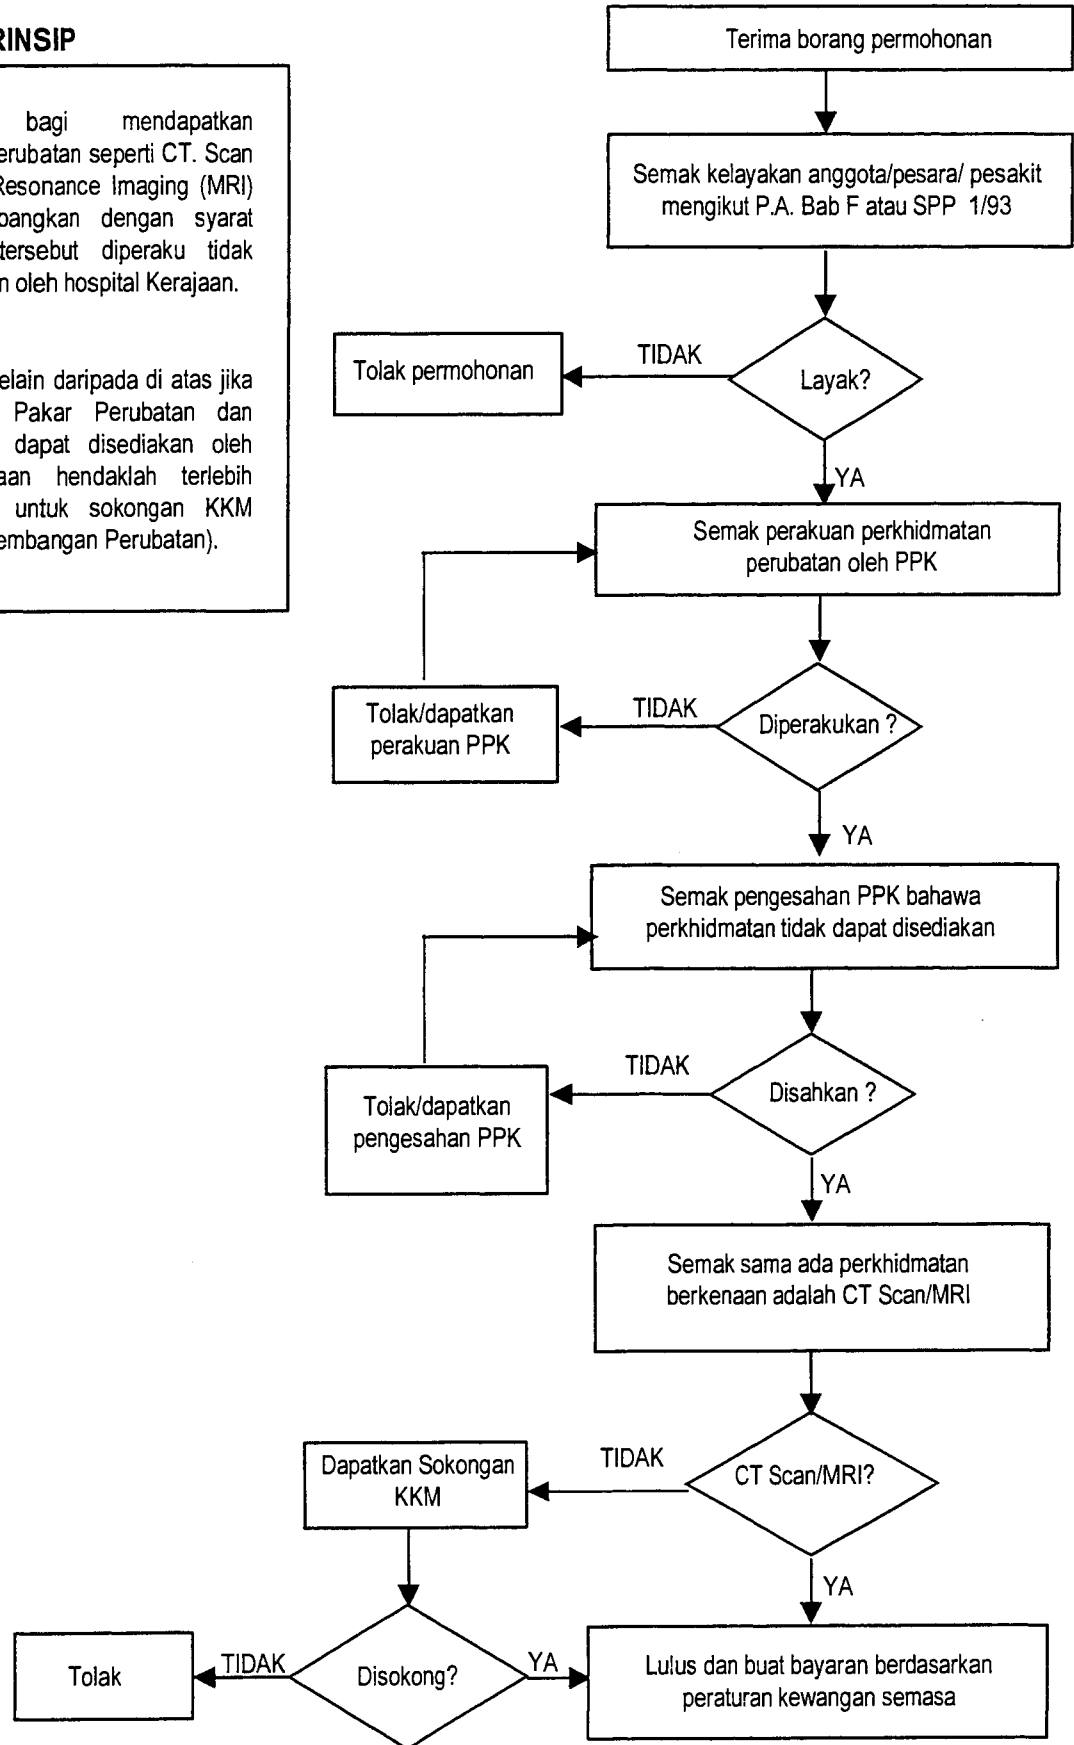 RINSIP
bagi mendapatkan
erubatan seperti CT. Scan
Resonance Imaging (MRI)
bangkan dengan syarat
tersebut diperaku tidak
n oleh hospital Kerajaan.
elain daripada di atas jika
Pakar Perubatan dan
dapat disediakan oleh
aan hendaklah terlebih
untuk sokongan KKM
embangan Perubatan).
Terima borang permohonan
Semak kelayakan anggota/pesara/ pesakit
mengikut P.A. Bab F atau SPP 1/93
Layak?
TIDAK
Tolak permohonan
YA
Semak perakuan perkhidmatan
perubatan oleh PPK
Diperakukan ?
TIDAK
Tolak/dapatkan
perakuan PPK
YA
Semak pengesahan PPK bahawa
perkhidmatan tidak dapat disediakan
Disahkan ?
TIDAK
Tolak/dapatkan
pengesahan PPK
YA
Semak sama ada perkhidmatan
berkenaan adalah CT Scan/MRI
CT Scan/MRI?
TIDAK
Dapatkan Sokongan
KKM
YA
Disokong?
TIDAK
Tolak
YA
Lulus dan buat bayaran berdasarkan
peraturan kewangan semasa